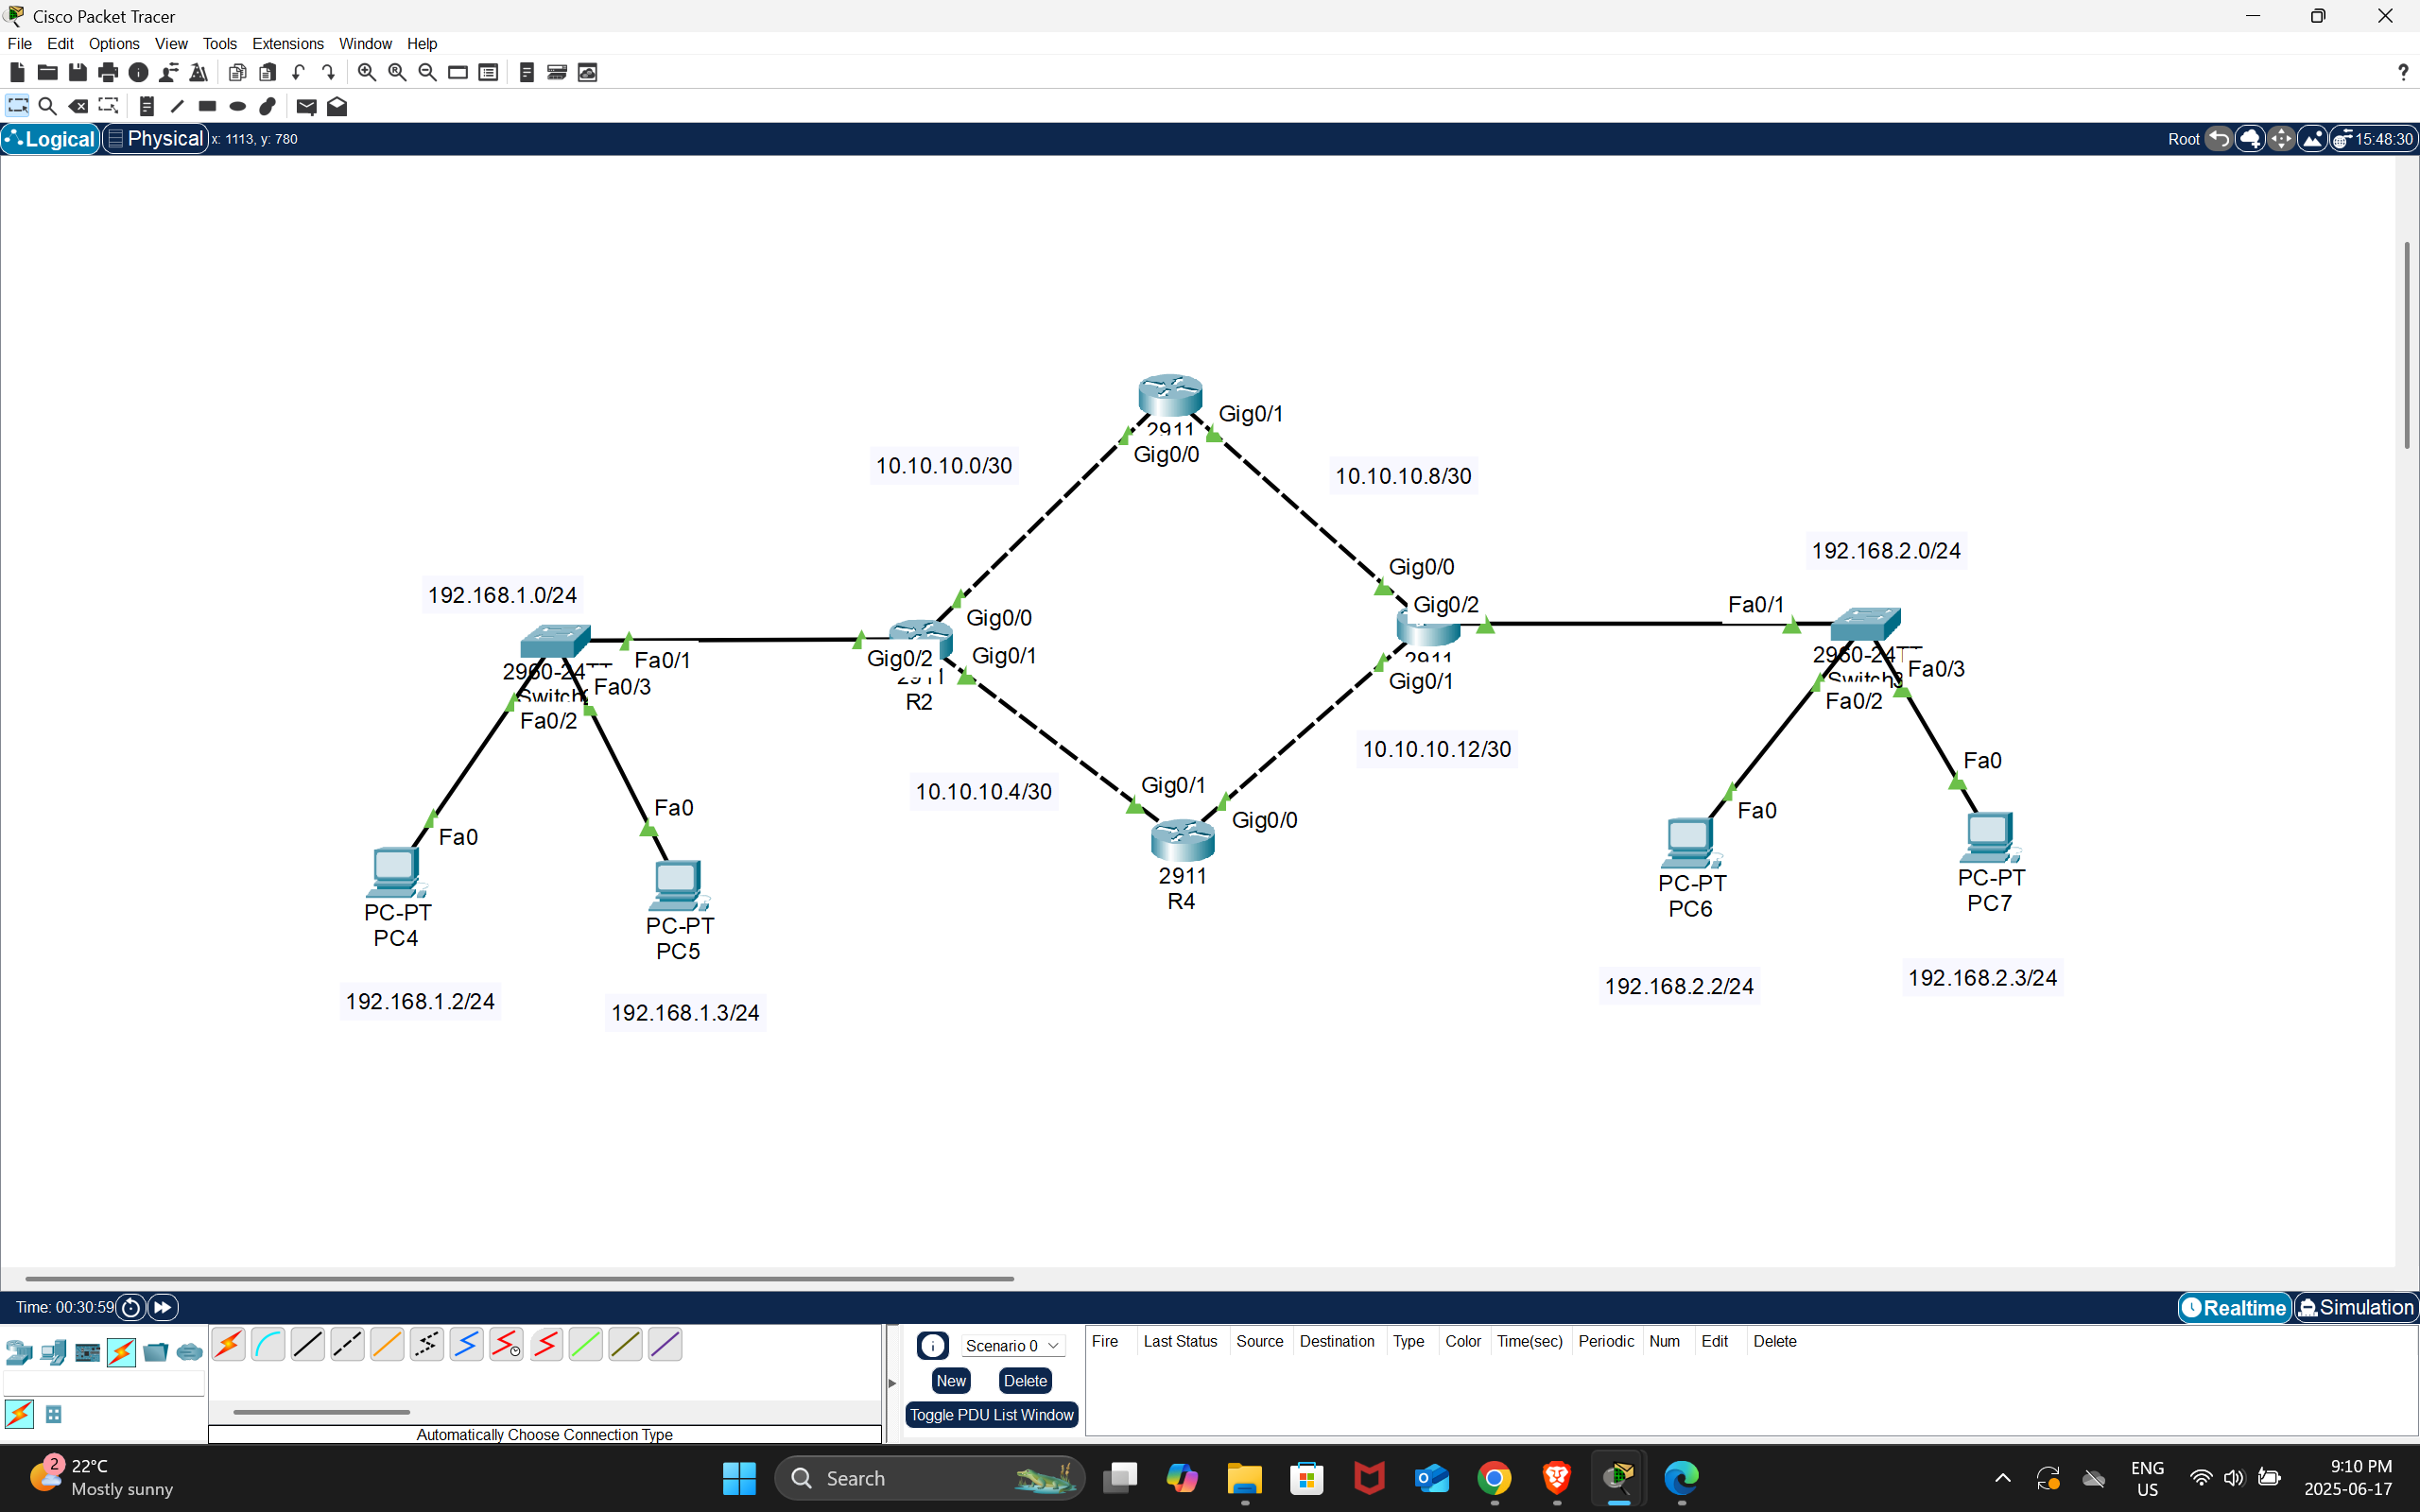 Cisco Packet Tracer
File Edit Options View Tools Extensions Window Help
?
Logical Physical x: 1113, y: 780 Root 15:48:30
Gig0/1
2911
Gig0/0
10.10.10.0/30
10.10.10.8/30
192.168.2.0/24
Gig0/0
192.168.1.0/24
Gig0/2
Fa0/1
Gig0/0
Fa0/1
Gig0/2
Gig0/1
2911
R2
2911
Gig0/1
2960-24TT
Fa0/3
Fa0/2
2960-24TT
Fa0/3
Fa0/2
10.10.10.12/30
10.10.10.4/30
Gig0/1
Gig0/0
2911
R4
Fa0
Fa0
Fa0
Fa0
PC-PT
PC4
PC-PT
PC5
PC-PT
PC6
PC-PT
PC7
192.168.1.2/24
192.168.1.3/24
192.168.2.2/24
192.168.2.3/24
Time: 00:30:59 Realtime Simulation
Scenario 0
New Delete
Toggle PDU List Window
Fire Last Status Source Destination Type Color Time(sec) Periodic Num Edit Delete
Automatically Choose Connection Type
2
22°C
Mostly sunny
Search
ENG
US
9:10 PM
2025-06-17